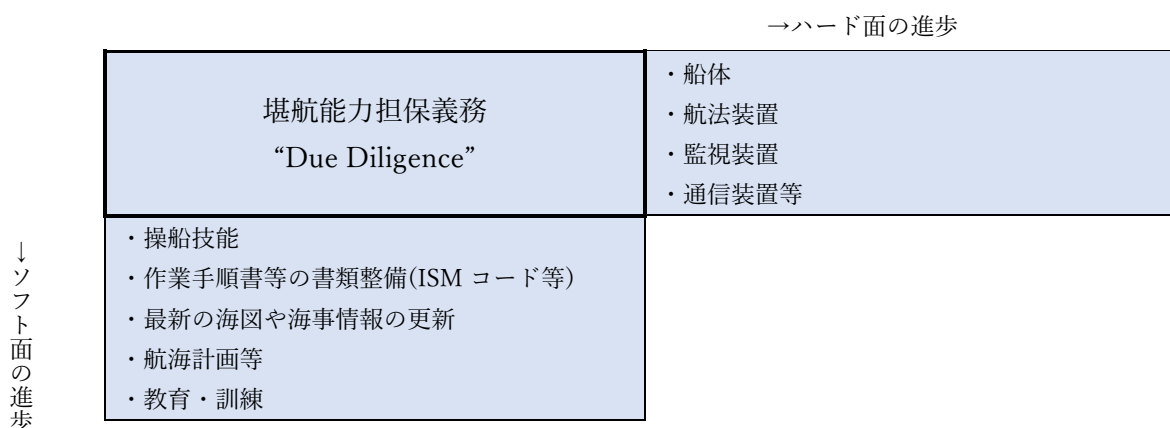 →ハード面の進歩
堪航能力担保義務
“Due Diligence”
・船体
・航法装置
・監視装置
・通信装置等
↓ソフト面の進歩
・操船技能
・作業手順書等の書類整備(ISM コード等)
・最新の海図や海事情報の更新
・航海計画等
・教育・訓練